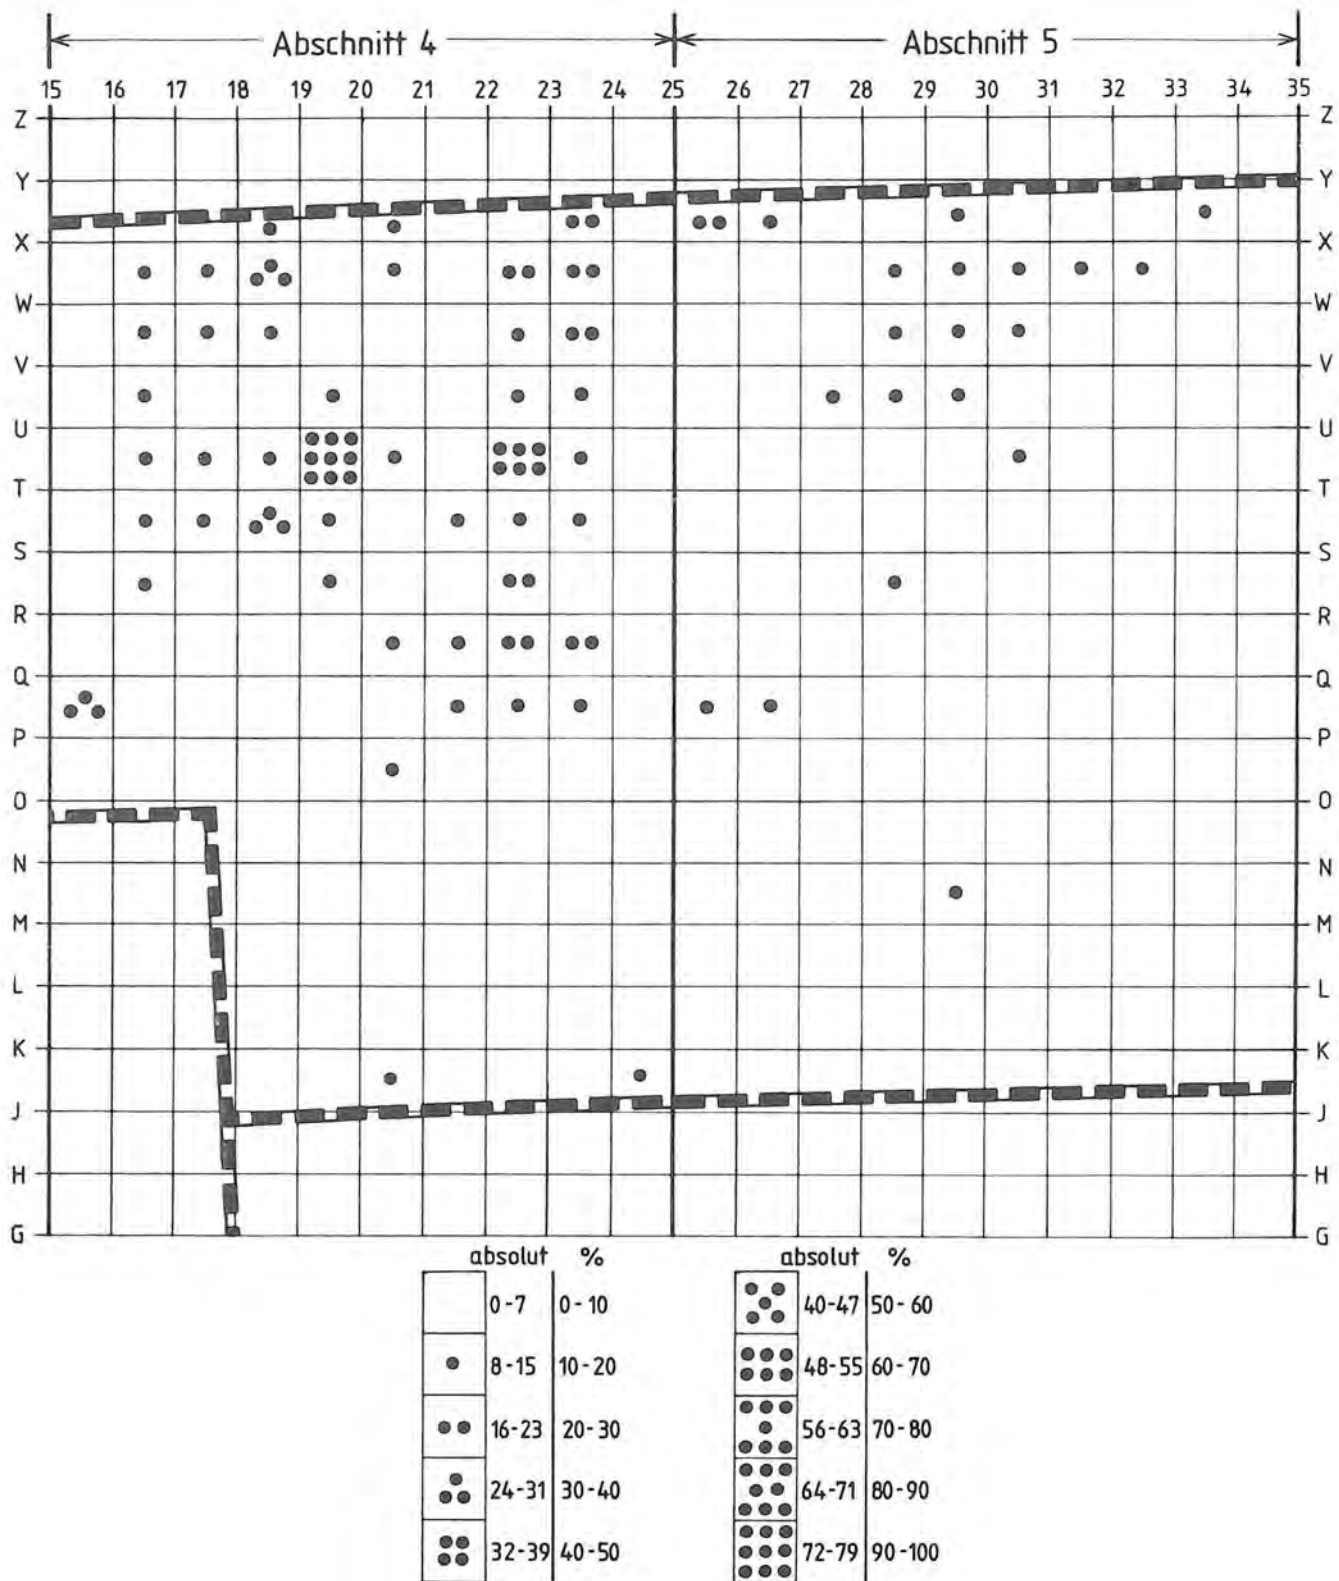 Abschnitt 4 Abschnitt 5
15 16 17 18 19 20 21 22 23 25 26 27 28 29 30 31 32 33 34 35
Z Z
Y Y
X X
W W
V V
U U
T T
S S
R R
Q Q
P P
O O
N N
M M
L L
K K
J J
H H
G G
absolut % absolut %
0-7 0-10 40-47 50-60
8-15 10-20 48-55 60-70
16-23 20-30 56-63 70-80
24-31 30-40 64-71 80-90
32-39 40-50 72-79 90-100